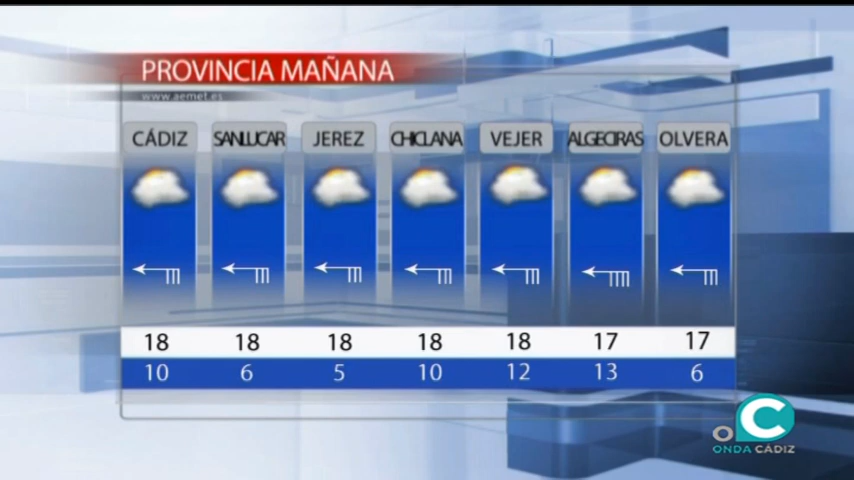 PROVINCIA MAÑANA
www.aemet.es
CÁDIZ SANLUCAR JEREZ CHICLANA VEJER ALGECIRAS OLVERA
18 18 18 18 18 17 17
10 6 5 10 12 13 6
O C
ONDA CÁDIZ